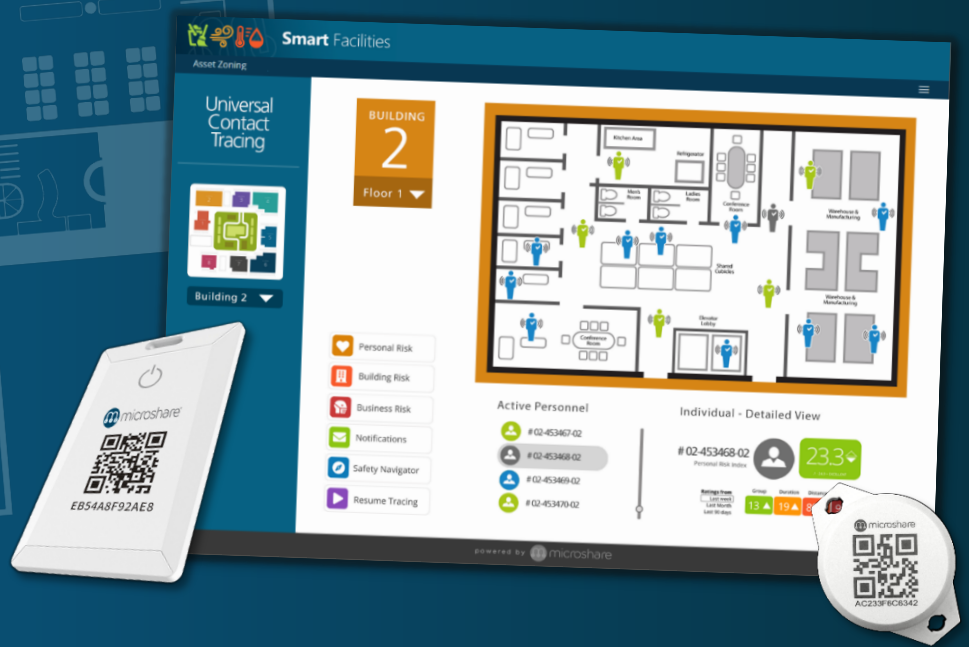 Smart Facilities
Asset Zoning
Universal
Contact
Tracing
Building 2
BUILDING
2
Floor 1
Kitchen Area
Refrigerator
Men's
Room
Ladies
Room
Conference
Room
Warehouse &
Manufacturing
Shared
Cubicles
Warehouse &
Manufacturing
Elevator
Lobby
Conference
Room
Personal Risk
Building Risk
Business Risk
Notifications
Safety Navigator
Resume Tracing
Active Personnel
# 02-453467-02
# 02-453468-02
# 02-453469-02
# 02-453470-02
Individual - Detailed View
# 02-453468-02
Personal Risk Index
23.3
Ratings from
Last week
Last Month
Last 90 days
Group
13
Duration
19
powered by microshare
microshare
EB54A8F92AE8
microshare
AC233F6C6342